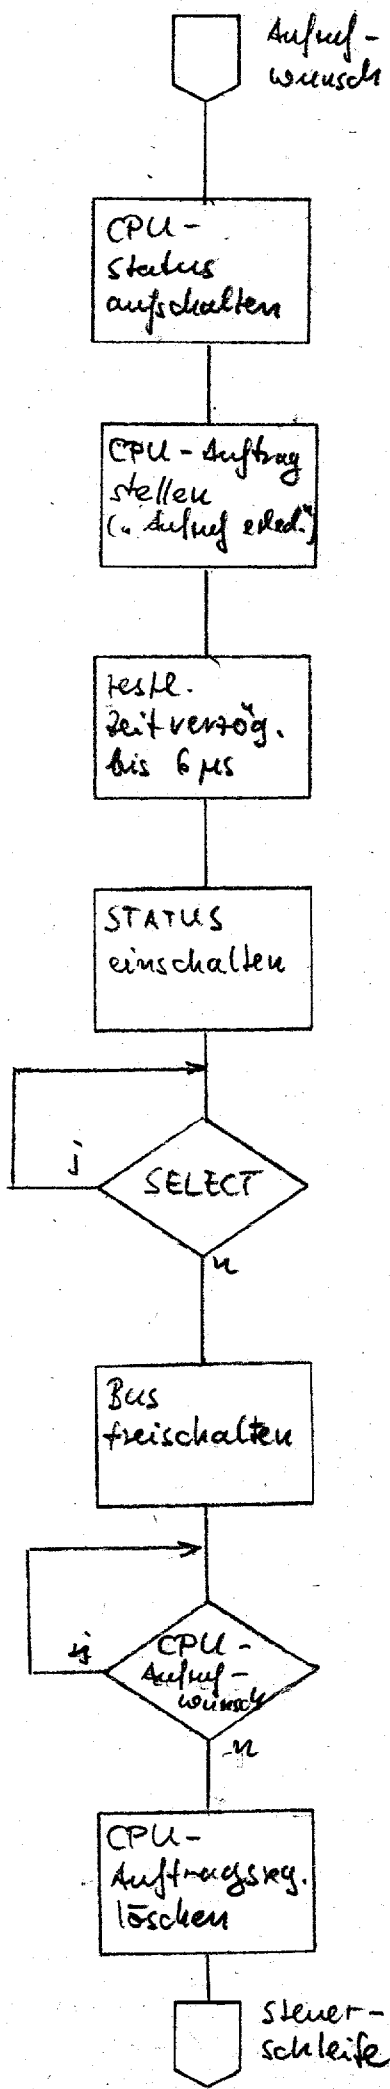 Aufruf-
wunsch
CPU-
Status
aufschalten
CPU-Auftrag
stellen
(„Aufruf erled.“)
restl.
Zeitverzög.
bis 6 µs
STATUS
einschalten
j
SELECT
n
Bus
freischalten
j
CPU-
Aufruf-
wunsch
n
CPU-
Auftragsreg.
löschen
Steuer-
schleife